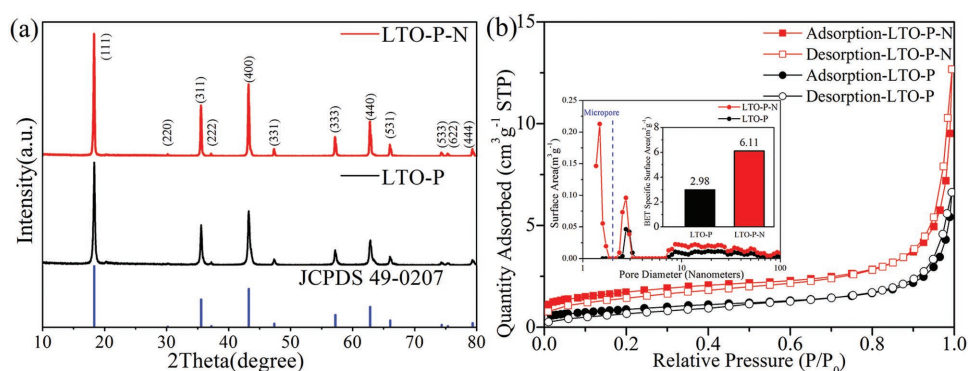 (a)
LTO-P-N
(111)
(220)
(311)
(222)
(400)
(331)
(333)
(440)
(531)
(533)
(622)
(444)
LTO-P
JCPDS 49-0207
Intensity(a.u.)
10 20 30 40 50 60 70 80
2Theta(degree)
(b)
Adsorption-LTO-P-N
Desorption-LTO-P-N
Adsorption-LTO-P
Desorption-LTO-P
Quantity Adsorbed (cm³g⁻¹ STP)
15
10
5
0
0.0 0.2 0.4 0.6 0.8 1.0
Relative Pressure (P/P₀)
Micropore
LTO-P-N
LTO-P
Surface Area(m²g⁻¹)
0.25
0.20
0.15
0.10
0.05
0.00
1 10 100
Pore Diameter (Nanometers)
BET Specific Surface Area(m²g⁻¹)
8
6
4
2
0
2.98
6.11
LTO-P LTO-P-N